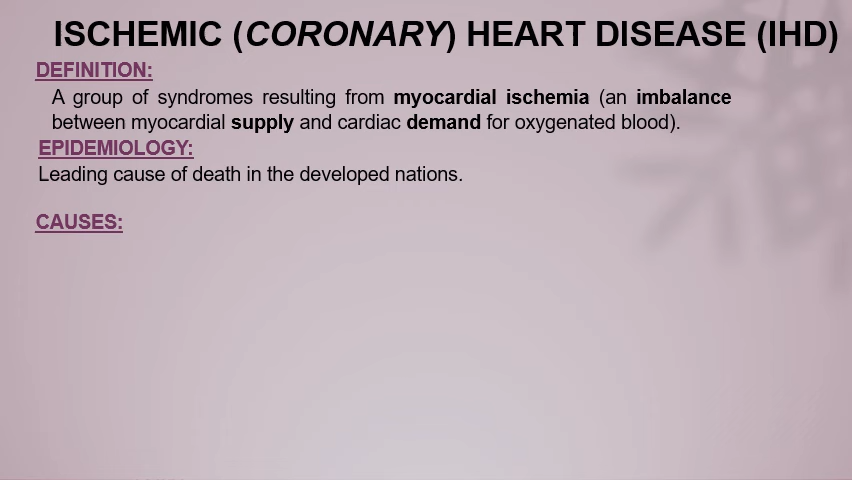 ISCHEMIC (CORONARY) HEART DISEASE (IHD)
DEFINITION:
A group of syndromes resulting from myocardial ischemia (an imbalance
between myocardial supply and cardiac demand for oxygenated blood).
EPIDEMIOLOGY:
Leading cause of death in the developed nations.
CAUSES: